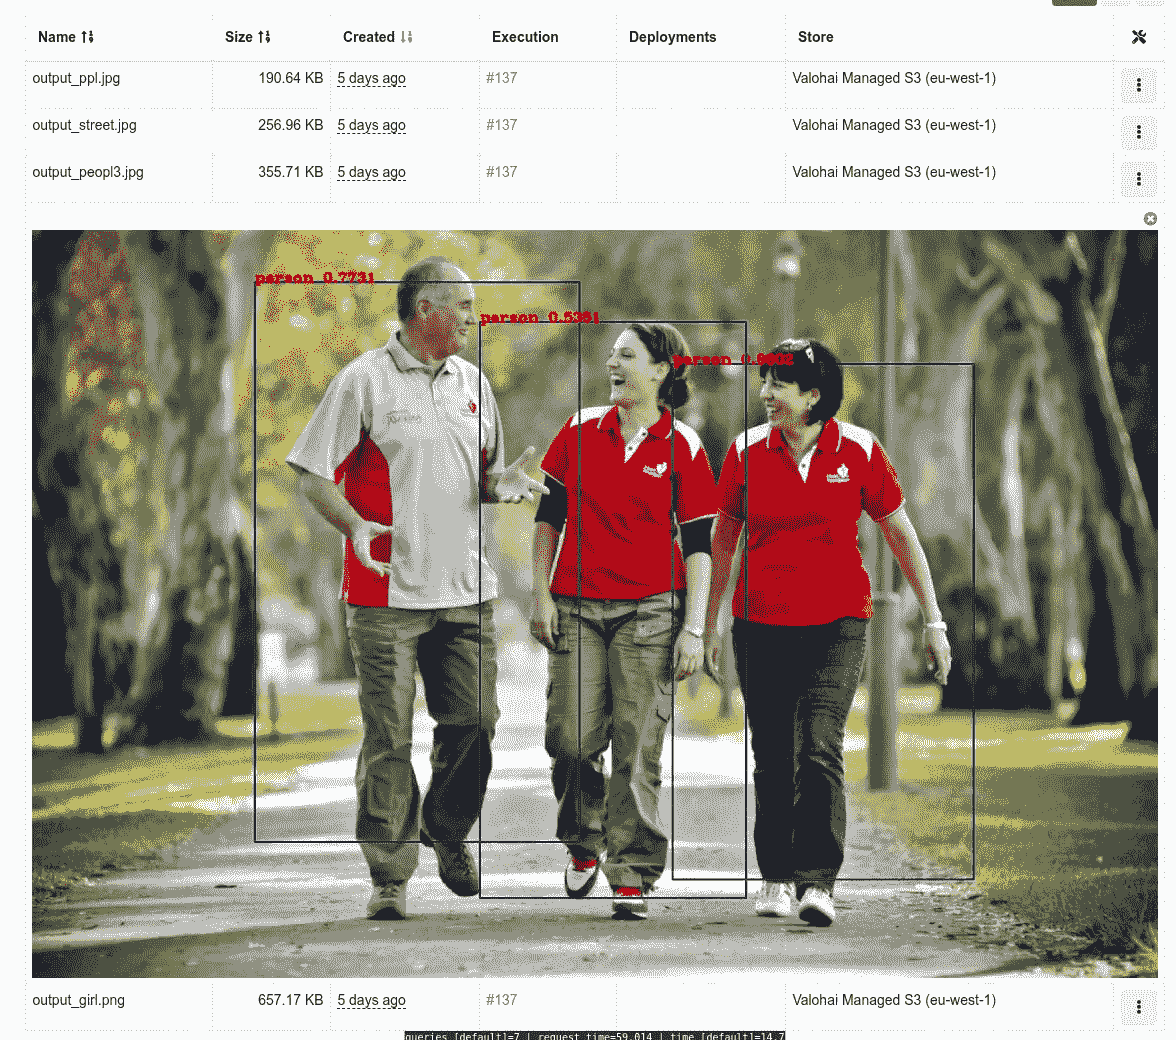 Name Size Created Execution Deployments Store
output_ppl.jpg 190.64 KB 5 days ago #137 Valohai Managed S3 (eu-west-1)
output_street.jpg 256.96 KB 5 days ago #137 Valohai Managed S3 (eu-west-1)
output_peopl3.jpg 355.71 KB 5 days ago #137 Valohai Managed S3 (eu-west-1)
person 0.7731
person 0.5351
person
output_girl.png 657.17 KB 5 days ago #137 Valohai Managed S3 (eu-west-1)
queries [default]=7 | request time=59.014 | time [default]=14.7